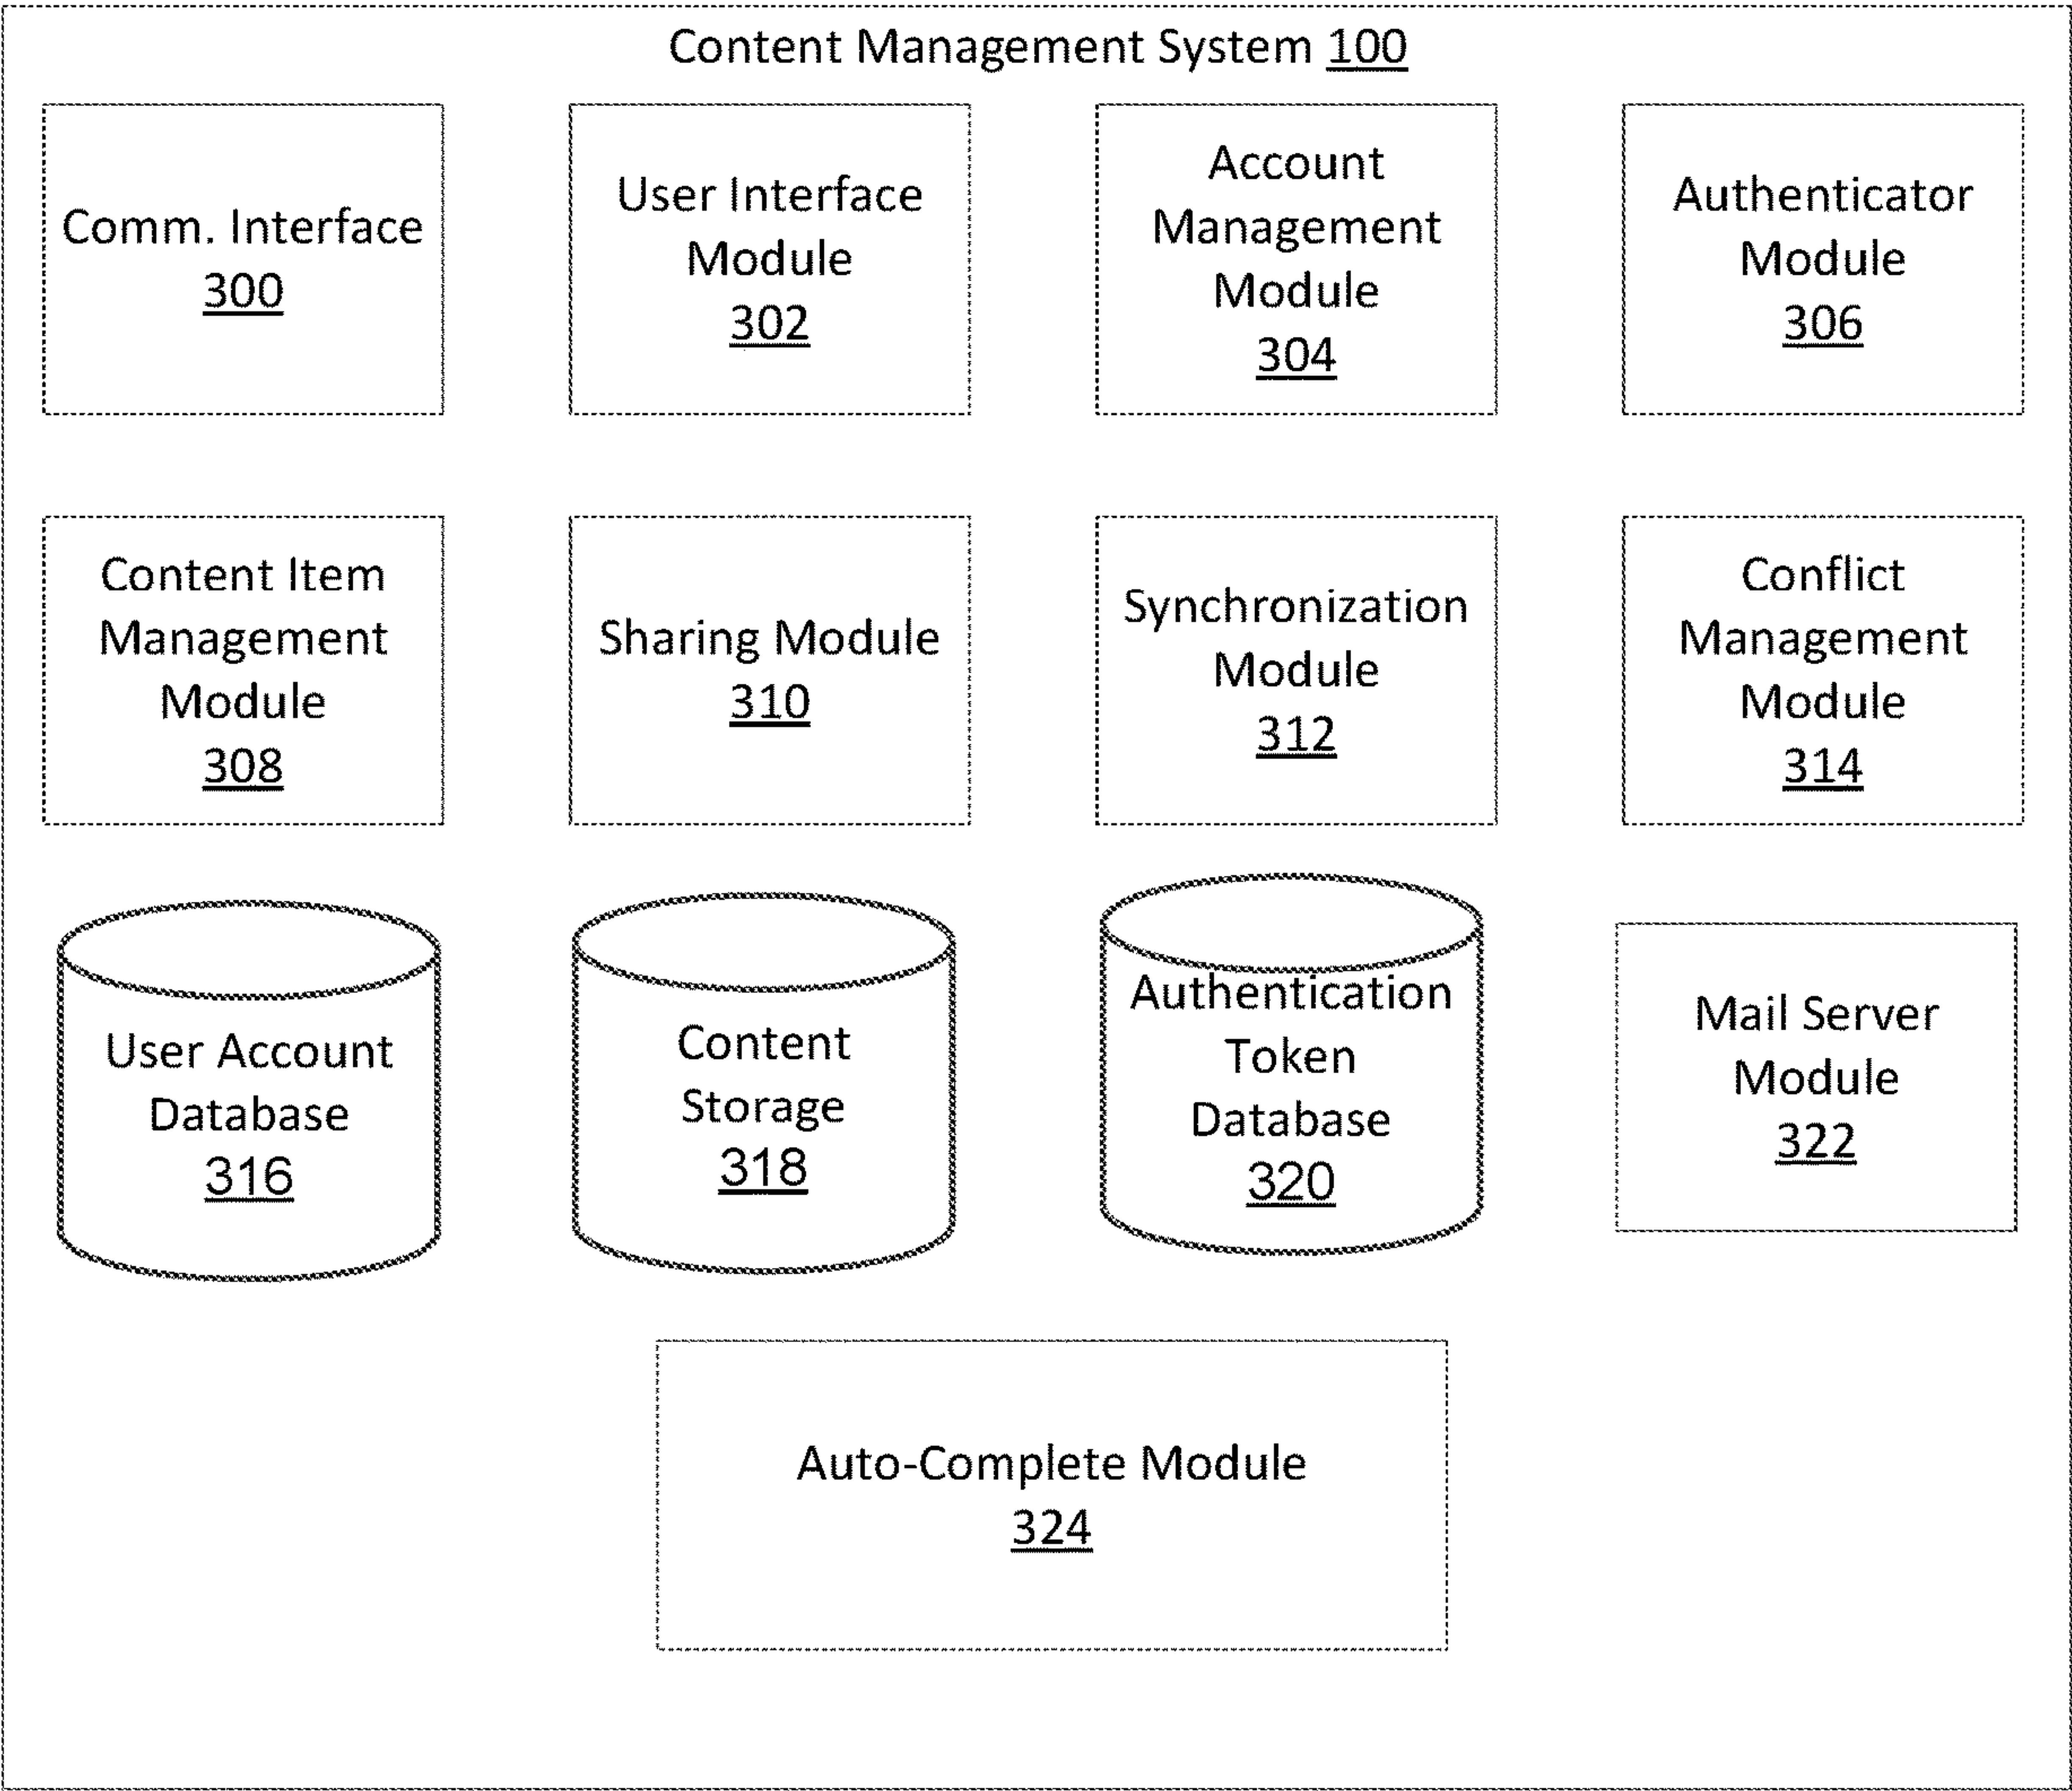 Content Management System 100
Comm. Interface
300
User Interface
Module
302
Account
Management
Module
304
Authenticator
Module
306
Content Item
Management
Module
308
Sharing Module
310
Synchronization
Module
312
Conflict
Management
Module
314
User Account
Database
316
Content
Storage
318
Authentication
Token
Database
320
Mail Server
Module
322
Auto-Complete Module
324